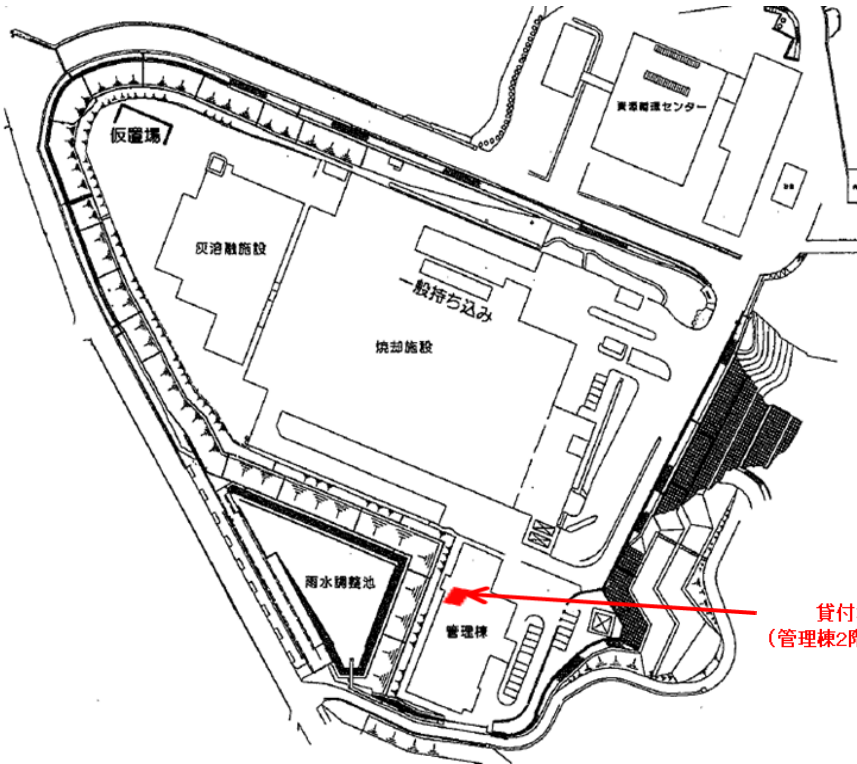 資源循環センター
仮置場
灰溶融施設
一般持ち込み
焼却施設
雨水調整池
管理棟
貸付
（管理棟2階